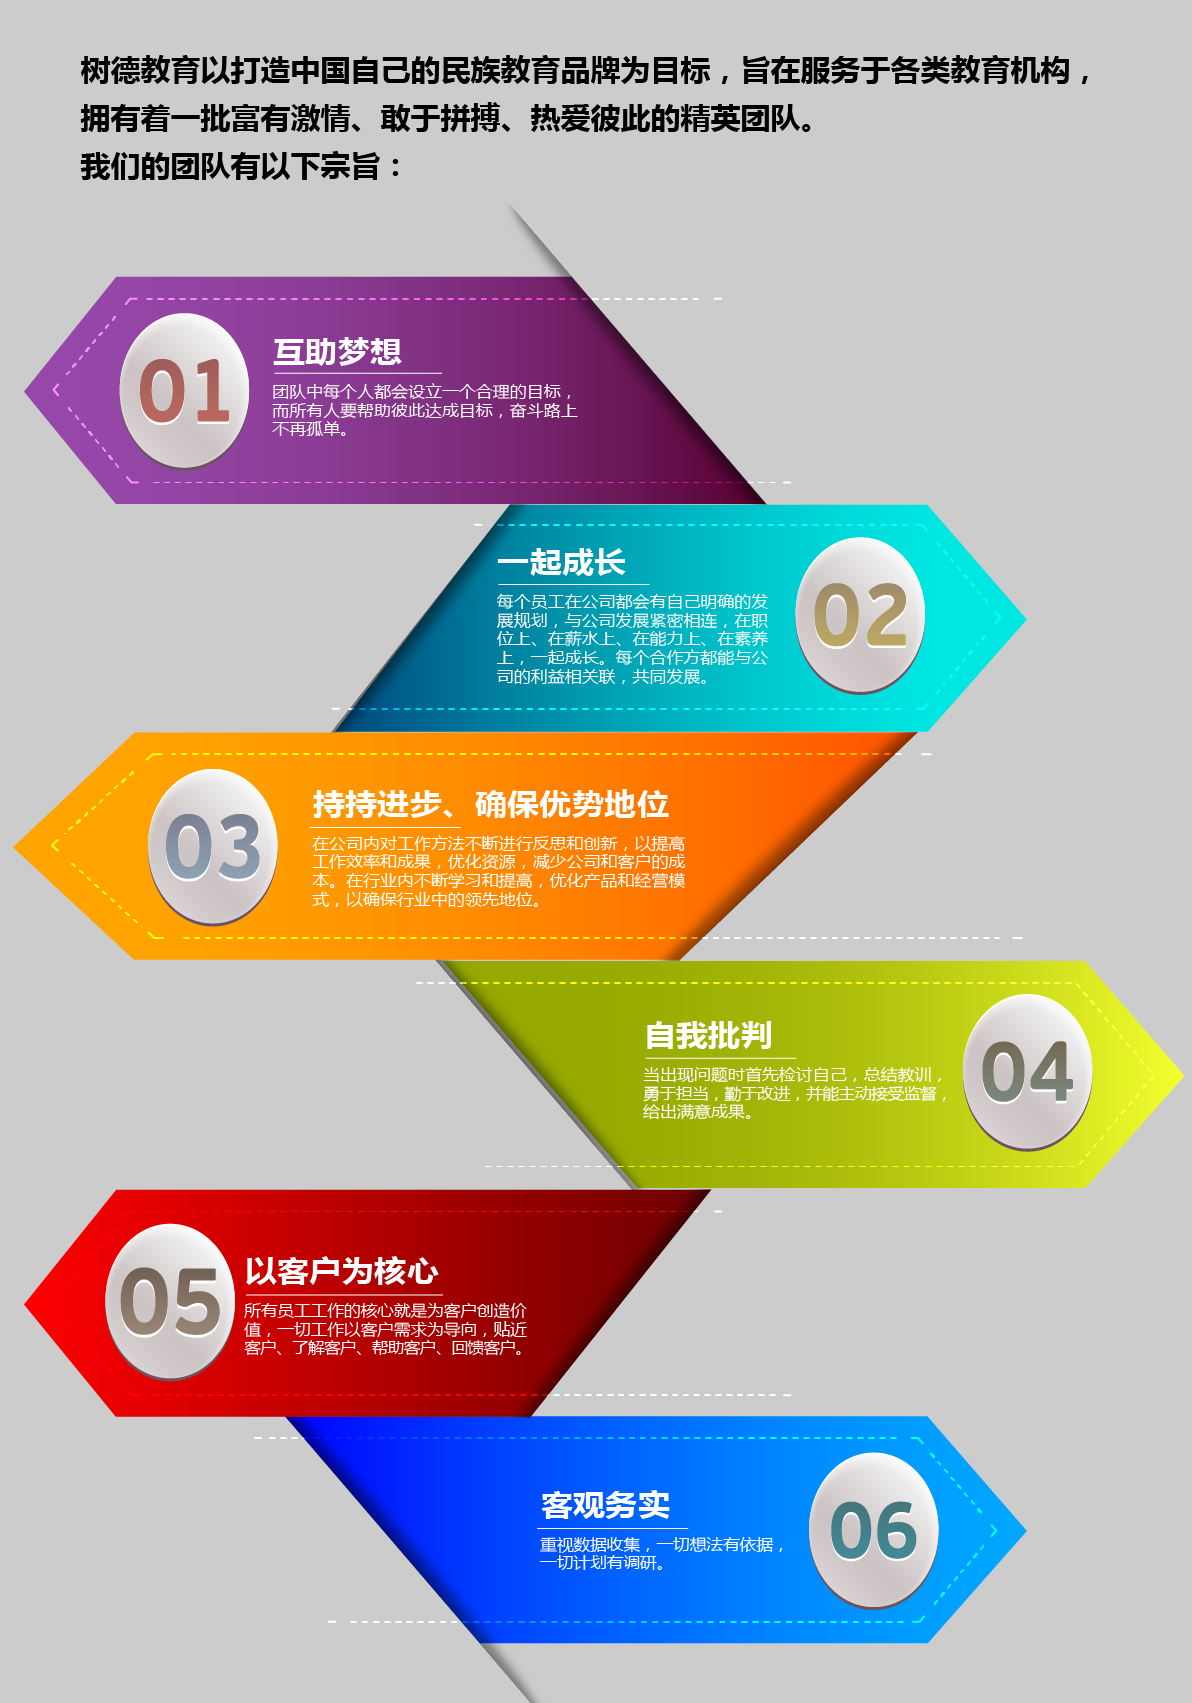 树德教育以打造中国自己的民族教育品牌为目标，旨在服务于各类教育机构，
拥有着一批富有激情、敢于拼搏、热爱彼此的精英团队。
我们的团队有以下宗旨：
01
互助梦想
团队中每个人都会设立一个合理的目标，
而所有人要帮助彼此达成目标，奋斗路上
不再孤单。
一起成长
每个员工在公司都会有自己明确的发
展规划，与公司发展紧密相连，在职
位上、在薪水上、在能力上、在素养
上，一起成长。每个合作方都能与公
司的利益相关联，共同发展。
02
03
持持进步、确保优势地位
在公司内对工作方法不断进行反思和创新，以提高
工作效率和成果，优化资源，减少公司和客户的成
本。在行业内不断学习和提高，优化产品和经营模
式，以确保行业中的领先地位。
自我批判
当出现问题时首先检讨自己，总结教训，
勇于担当，勤于改进，并能主动接受监督，
给出满意成果。
04
05
以客户为核心
所有员工工作的核心就是为客户创造价
值，一切工作以客户需求为导向，贴近
客户、了解客户、帮助客户、回馈客户。
客观务实
重视数据收集，一切想法有依据，
一切计划有调研。
06